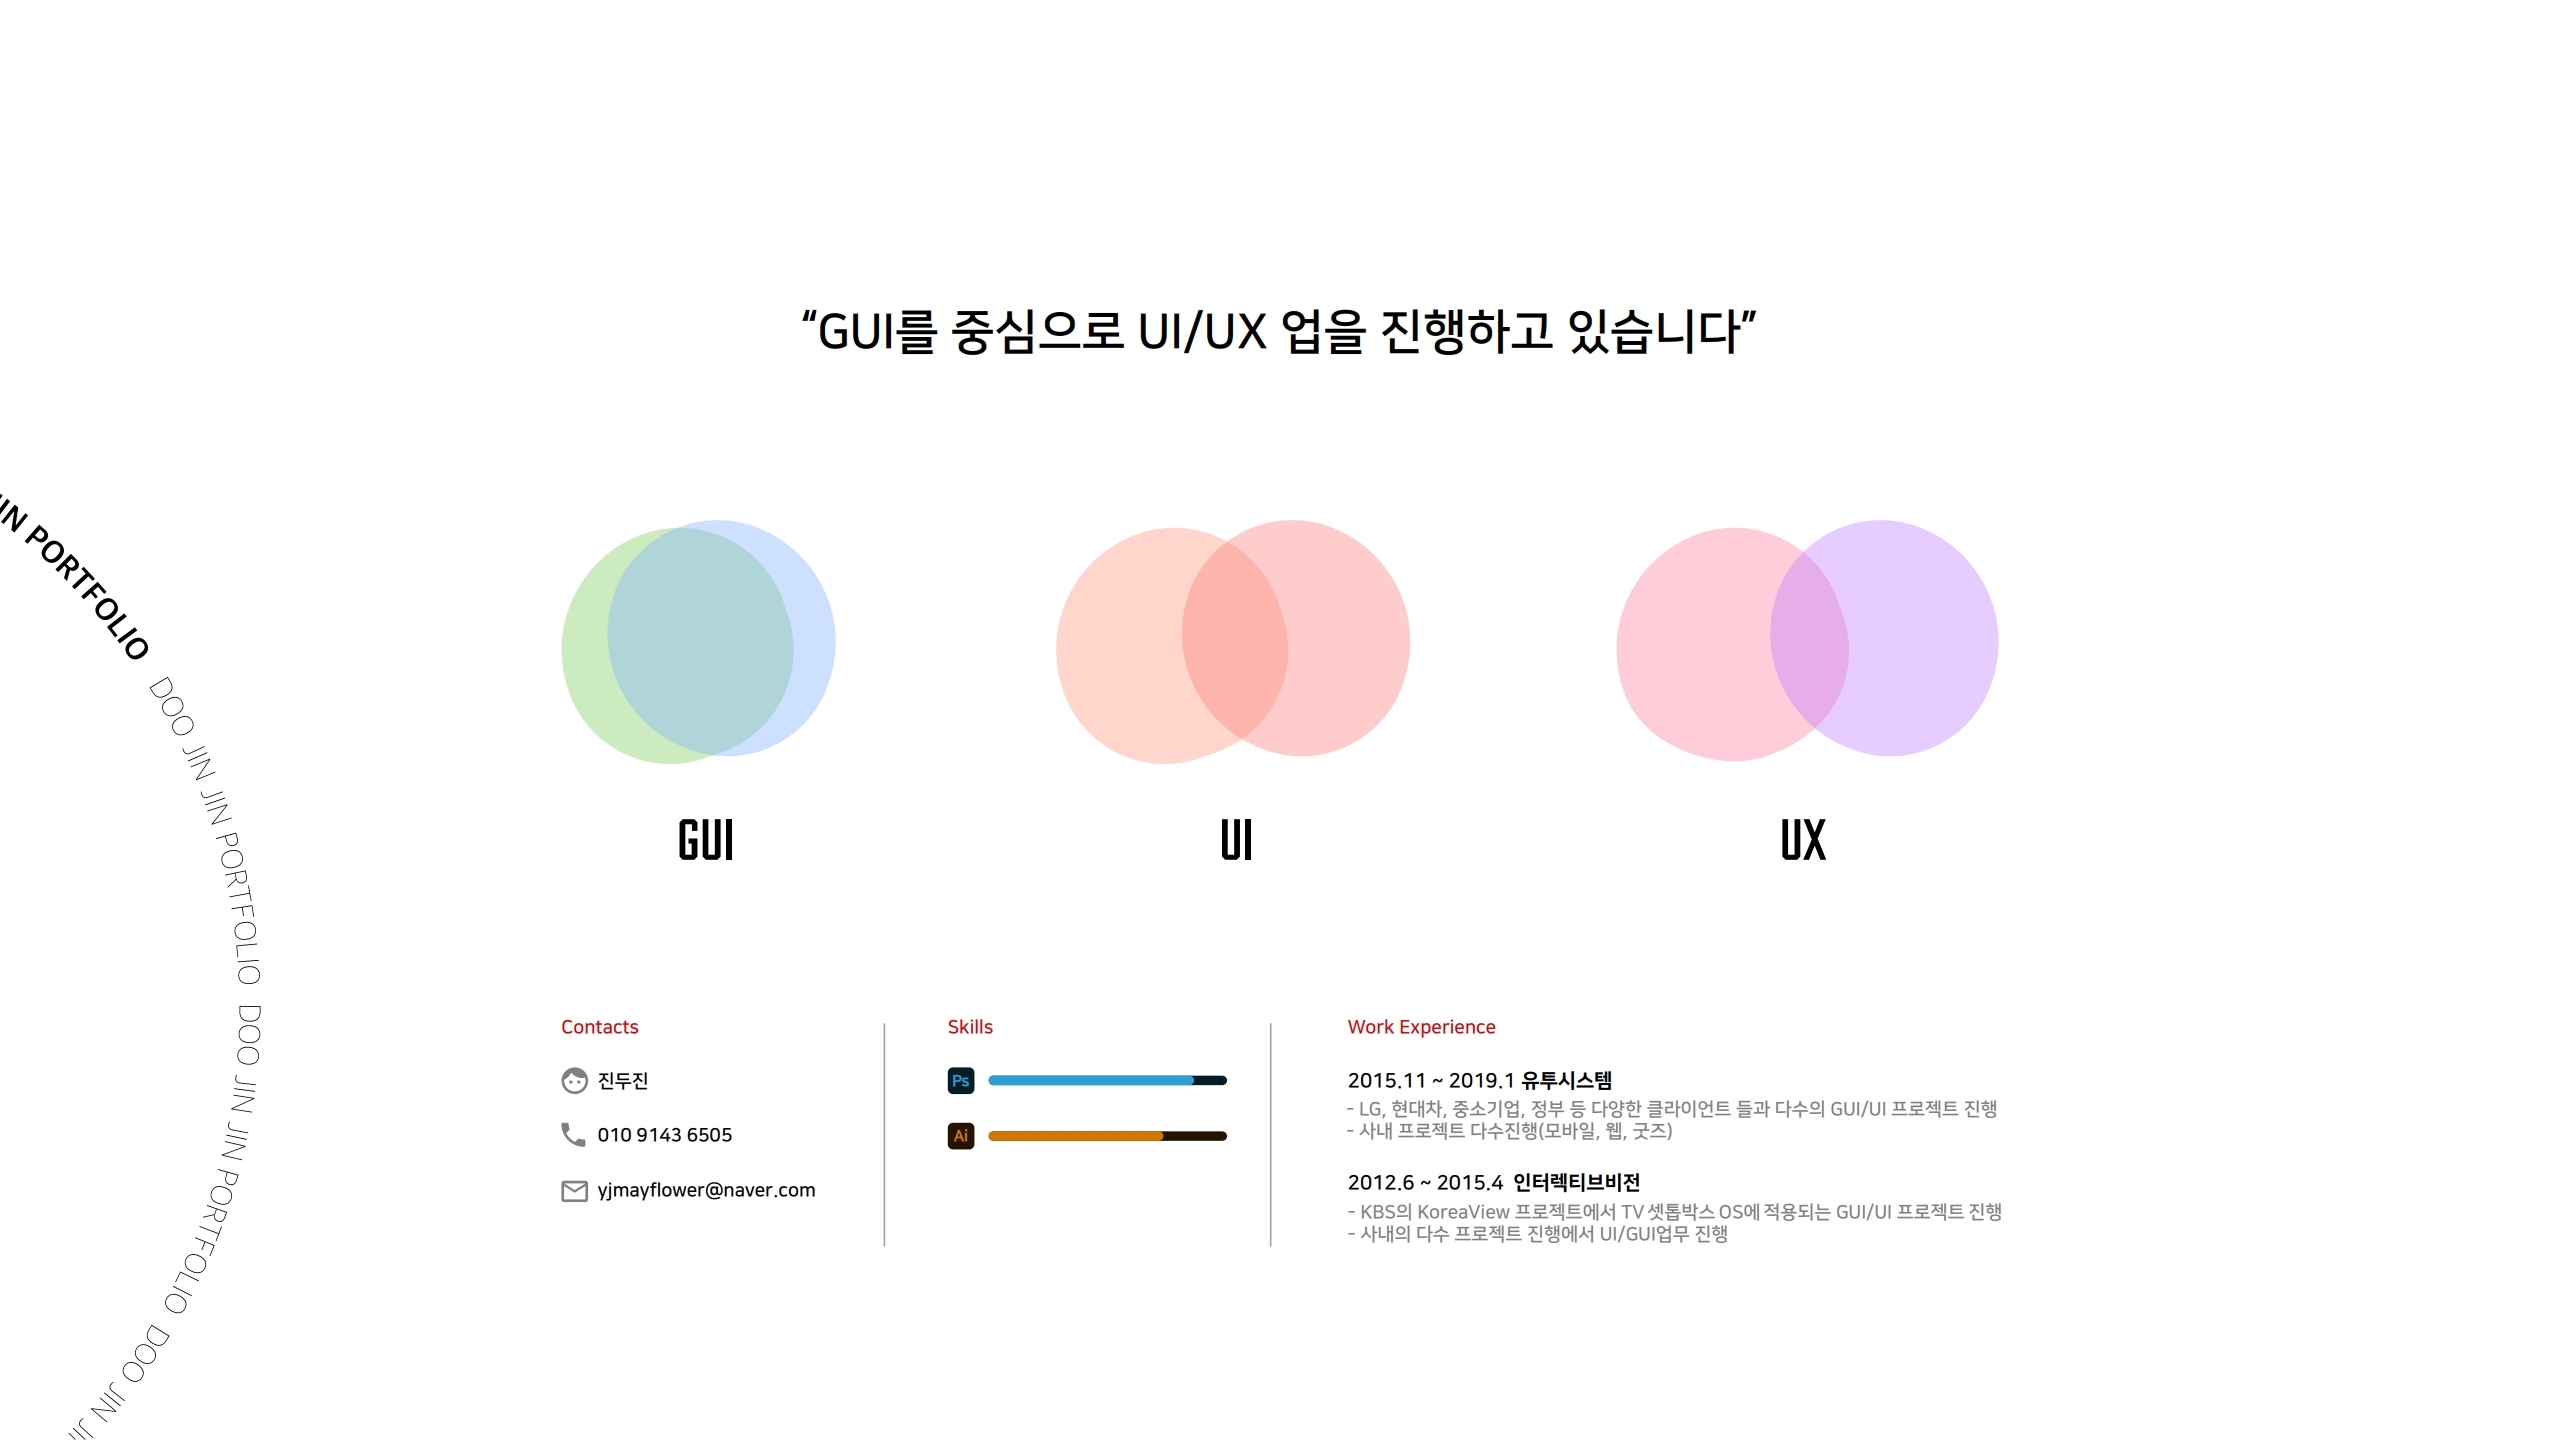 “GUI를 중심으로 UI/UX 업을 진행하고 있습니다”
IN PORTFOLIO DOO JIN JIN PORTFOLIO DOO JIN JIN PORTFOLIO DOO JIN
GUI
UI
UX
Contacts
진두진
010 9143 6505
yjmayflower@naver.com
Skills
Ps
Ai
Work Experience
2015.11 ~ 2019.1 유투시스템
- LG, 현대차, 중소기업, 정부 등 다양한 클라이언트 들과 다수의 GUI/UI 프로젝트 진행
- 사내 프로젝트 다수진행(모바일, 웹, 굿즈)
2012.6 ~ 2015.4 인터렉티브비전
- KBS의 KoreaView 프로젝트에서 TV 셋톱박스 OS에 적용되는 GUI/UI 프로젝트 진행
- 사내의 다수 프로젝트 진행에서 UI/GUI업무 진행